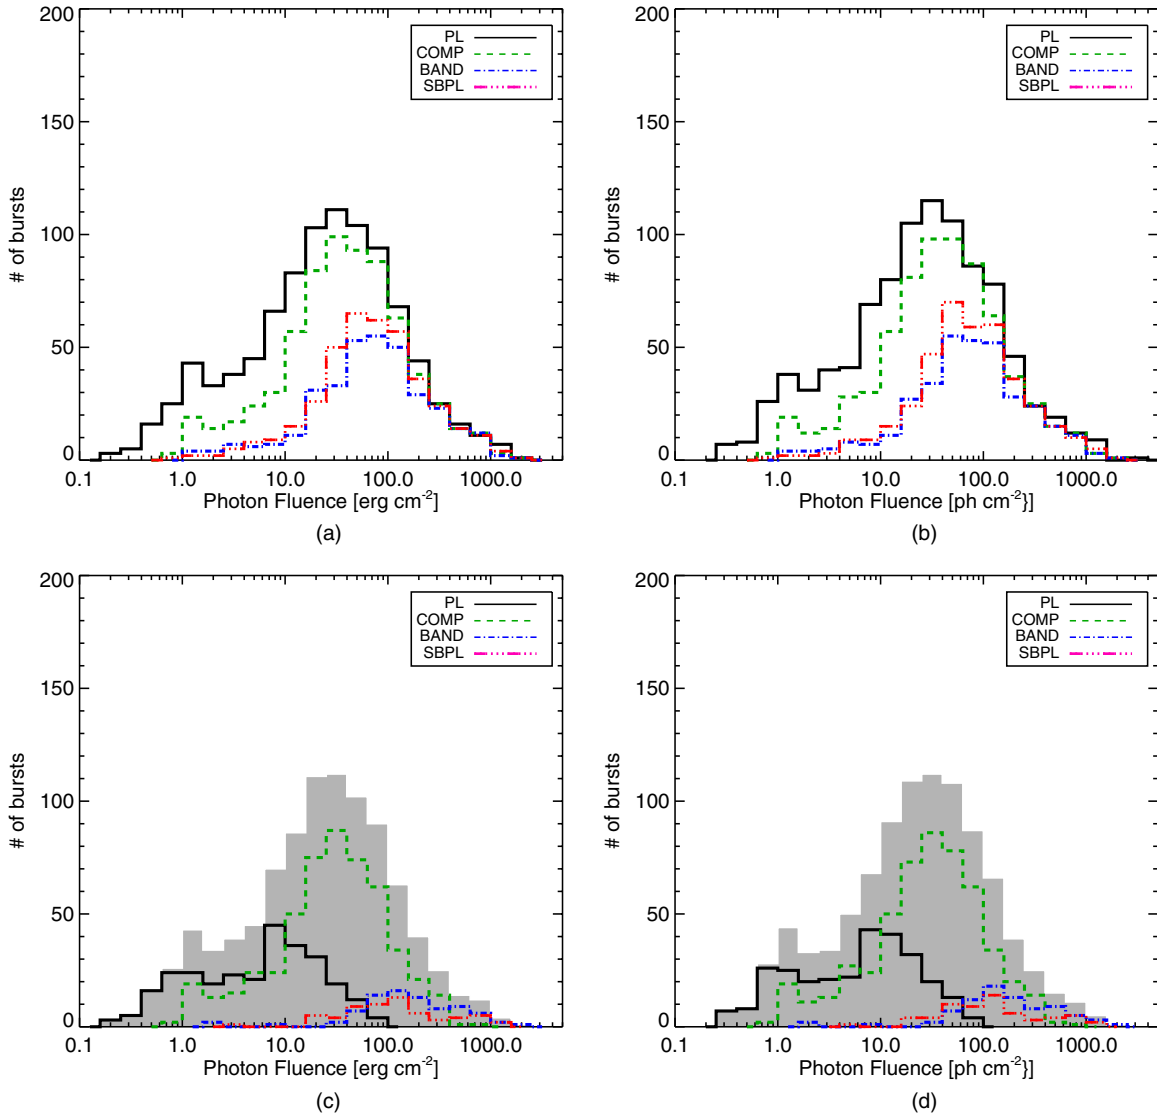 200
150
100
50
0
# of bursts
PL
COMP
BAND
SBPL
0.1 1.0 10.0 100.0 1000.0
Photon Fluence [erg cm-2]
(a)
200
150
100
50
0
# of bursts
PL
COMP
BAND
SBPL
0.1 1.0 10.0 100.0 1000.0
Photon Fluence [ph cm-2}]
(b)
200
150
100
50
0
# of bursts
PL
COMP
BAND
SBPL
0.1 1.0 10.0 100.0 1000.0
Photon Fluence [erg cm-2]
(c)
200
150
100
50
0
# of bursts
PL
COMP
BAND
SBPL
0.1 1.0 10.0 100.0 1000.0
Photon Fluence [ph cm-2}]
(d)